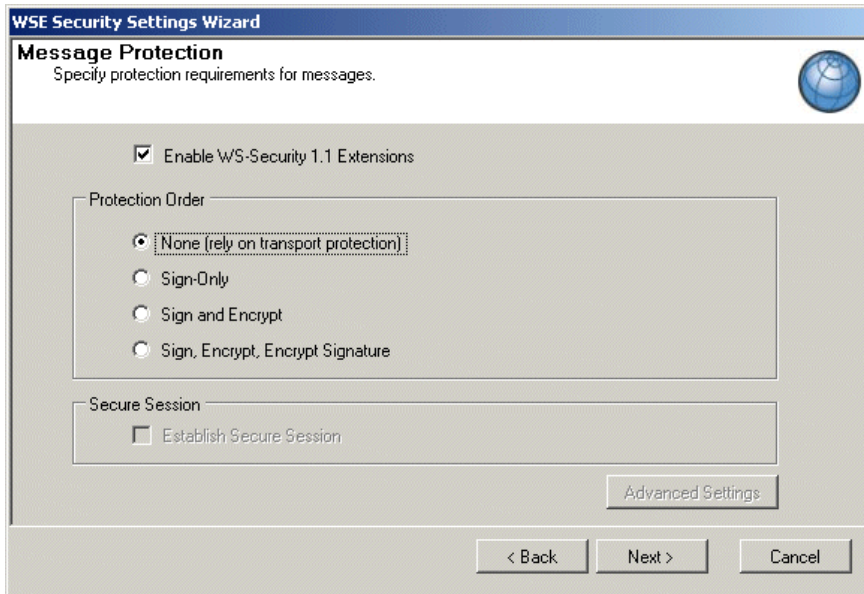 WSE Security Settings Wizard
Message Protection
Specify protection requirements for messages.
Enable WS-Security 1.1 Extensions
Protection Order
None (rely on transport protection)
Sign-Only
Sign and Encrypt
Sign, Encrypt, Encrypt Signature
Secure Session
Establish Secure Session
Advanced Settings
< Back
Next >
Cancel